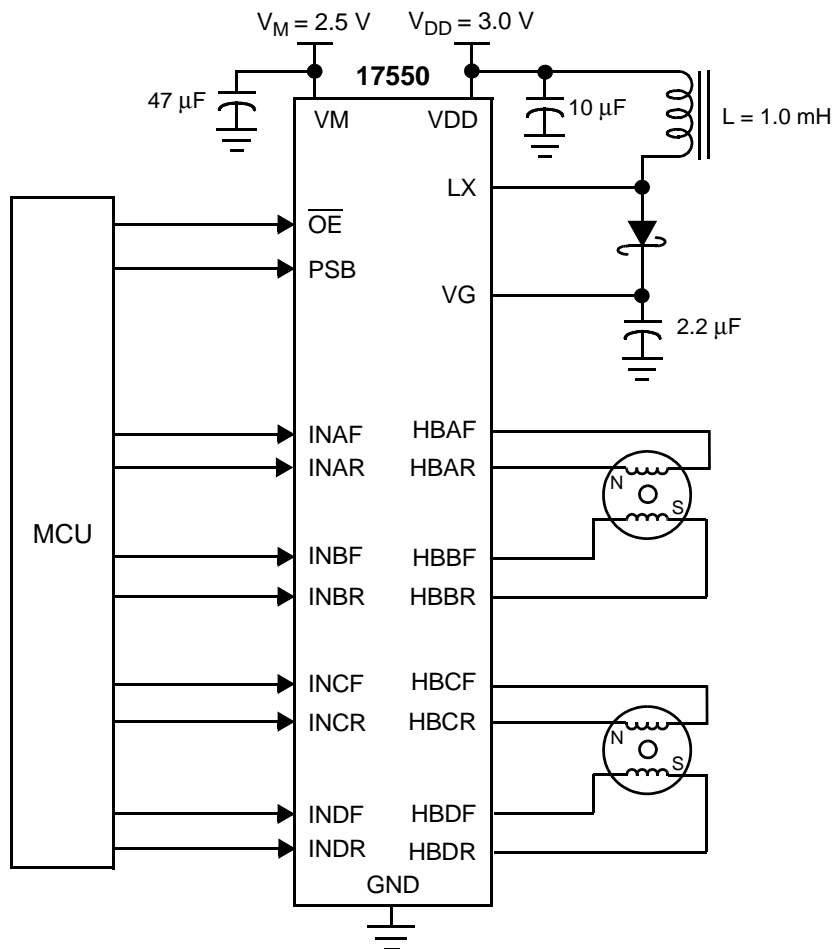 VM = 2.5 V
VDD = 3.0 V
17550
47 μF
10 μF
L = 1.0 mH
VM
VDD
LX
OE
PSB
VG
2.2 μF
MCU
INAF
INAR
INBF
INBR
INCF
INCR
INDF
INDR
HBAF
HBAR
HBBF
HBBR
HBCF
HBCR
HBDF
HBDR
N
S
N
S
GND